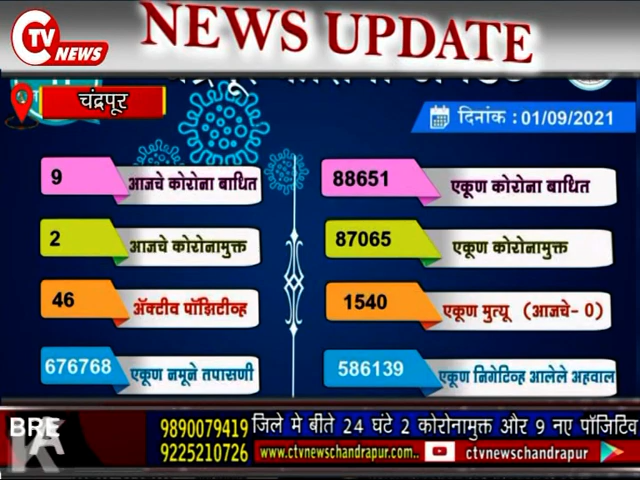 C TV NEWS
NEWS UPDATE
चंद्रपूर
दिनांक : 01/09/2021
9 आजचे कोरोना बाधित
88651 एकूण कोरोना बाधित
2 आजचे कोरोनामुक्त
87065 एकूण कोरोनामुक्त
46 ॲक्टीव पॉझिटीव्ह
1540 एकूण मुत्यू (आजचे- 0)
676768 एकूण नमूने तपासणी
586139 एकूण निगेटिव्ह आलेले अहवाल
BRE
9890079419
9225210726
जिले मे बीते 24 घंटे 2 कोरोनामुक्त और 9 नए पॉजिटिव
www.ctvnewschandrapur.com.. ctvnewschandrapur